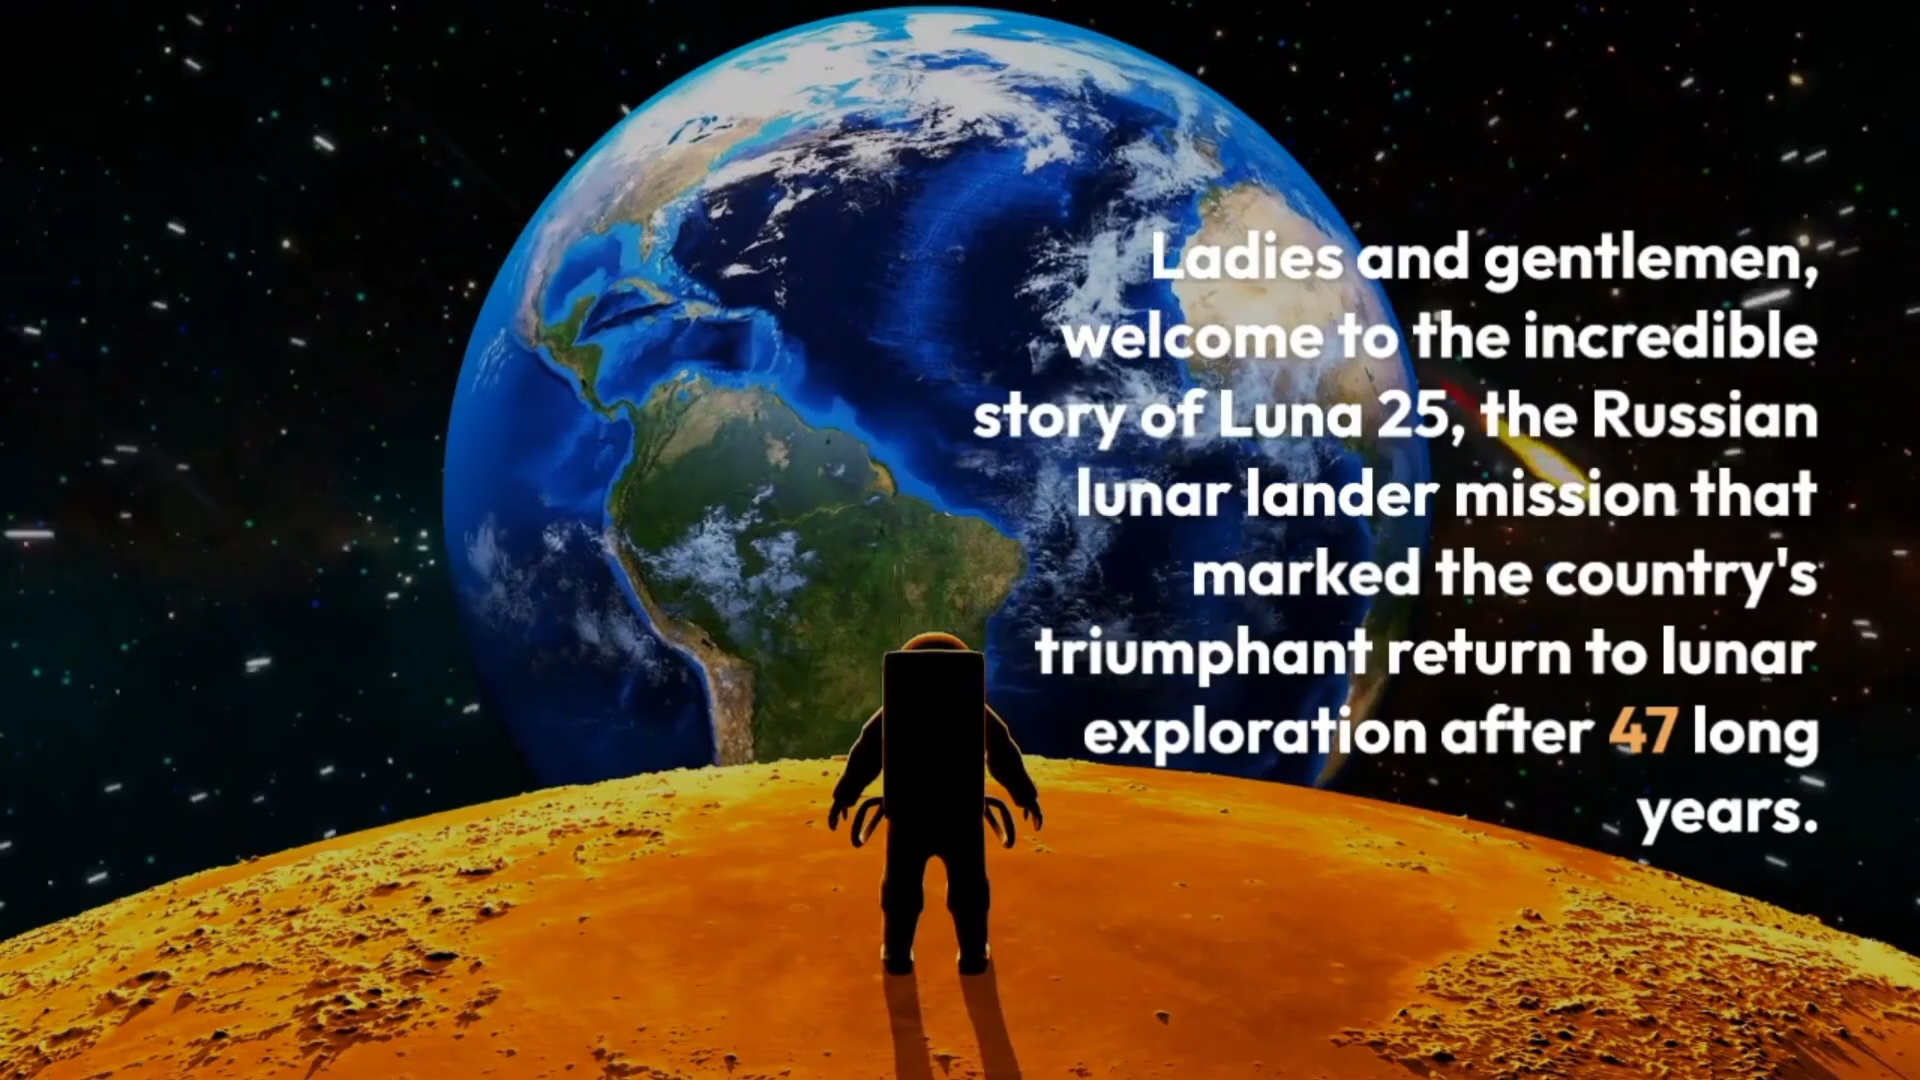 Ladies and gentlemen,
welcome to the incredible
story of Luna 25, the Russian
lunar lander mission that
marked the country's
triumphant return to lunar
exploration after 47 long
years.